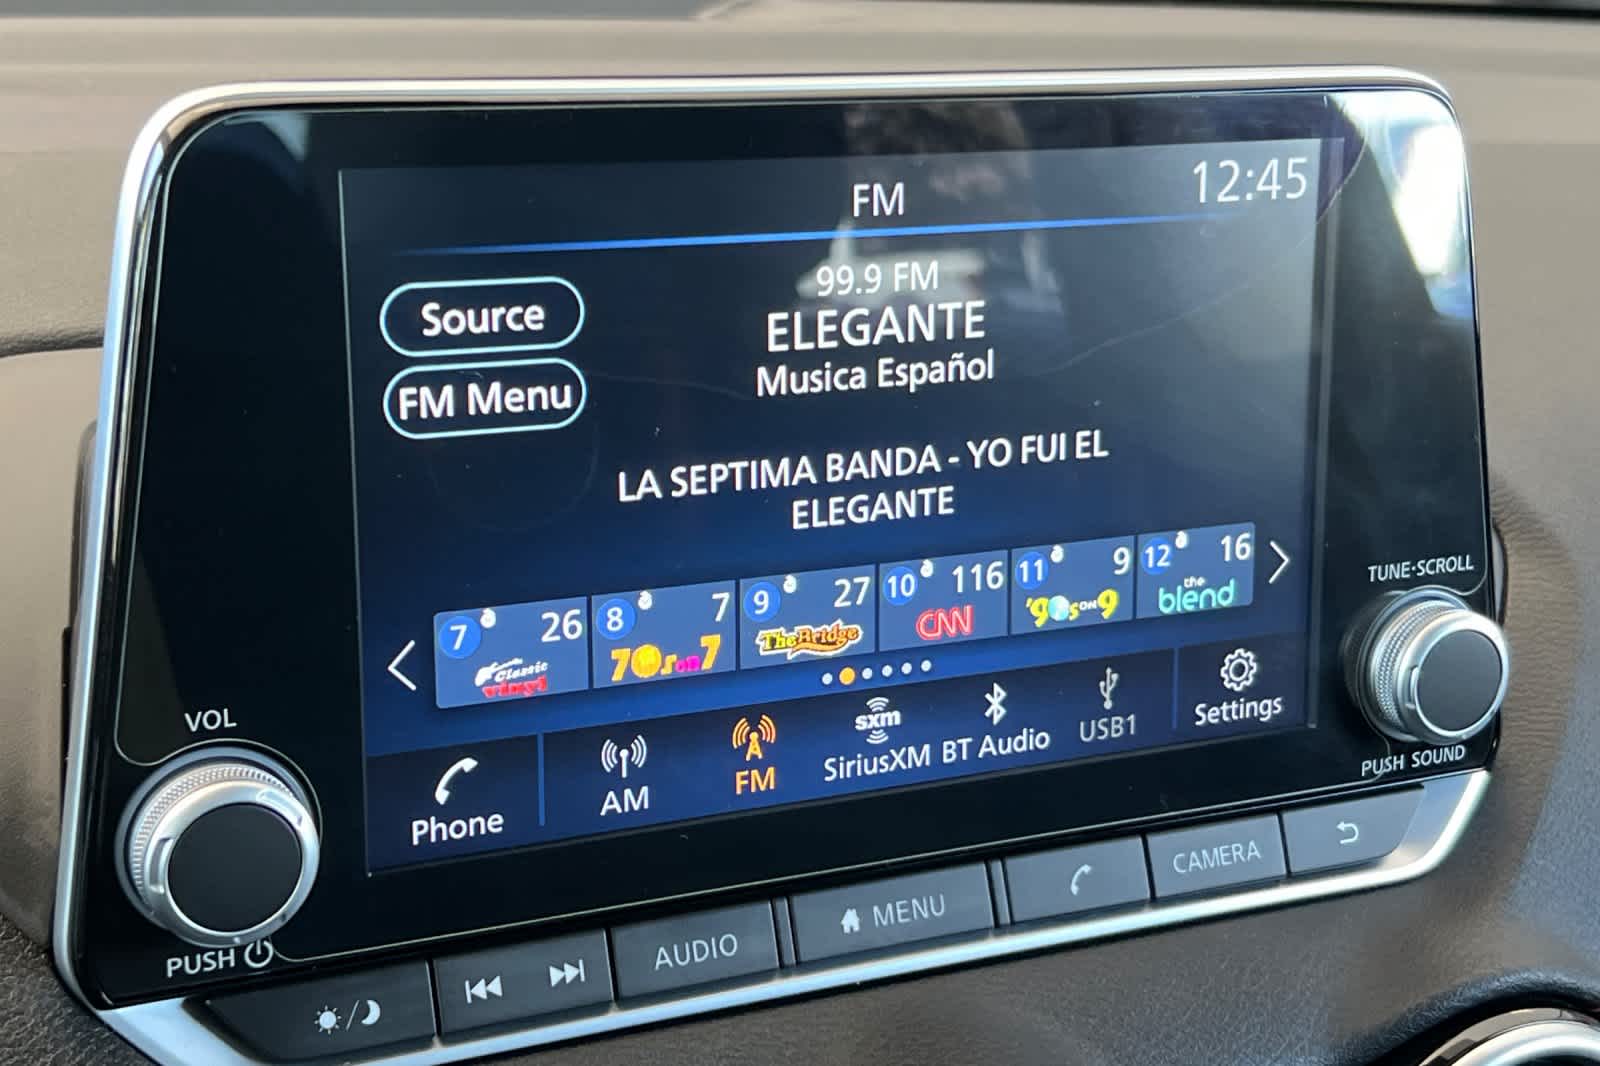 FM
12:45
99.9 FM
ELEGANTE
Musica Español
Source
FM Menu
LA SEPTIMA BANDA - YO FUI EL
ELEGANTE
7 26
Classic
vinyl
8 7
70s on 7
9 27
The Bridge
10 116
CNN
11 9
'90s ON 9
12 16
the
blend
Phone
AM
FM
sxm
SiriusXM
BT Audio
USB1
Settings
VOL
PUSH
TUNE·SCROLL
PUSH SOUND
AUDIO
MENU
CAMERA